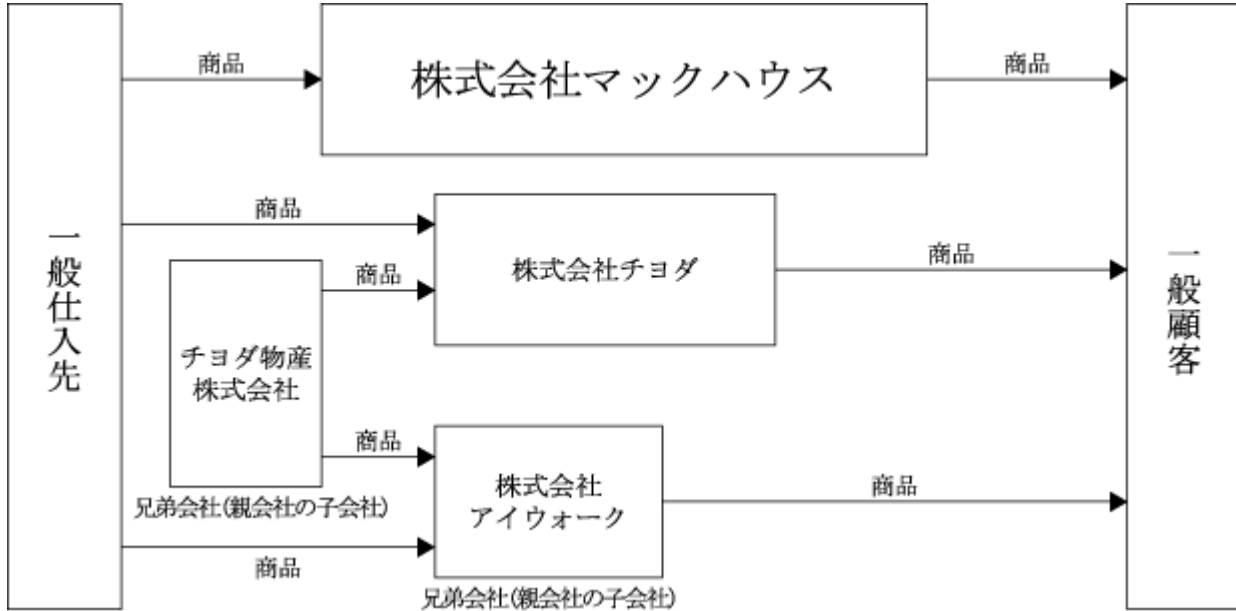 商品
株式会社マックハウス
商品
一般仕入先
商品
株式会社チヨダ
商品
一般顧客
商品
チヨダ物産
株式会社
兄弟会社(親会社の子会社)
商品
株式会社
アイウォーク
商品
商品
兄弟会社(親会社の子会社)